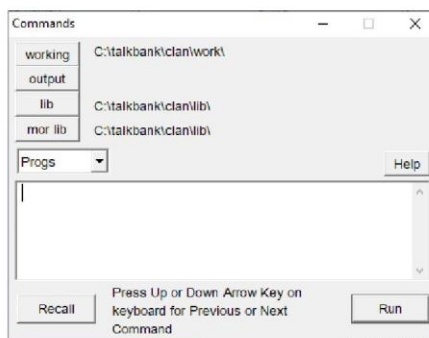 Commands
working C:\talkbank\clan\work\
output
lib C:\talkbank\clan\lib\
mor lib C:\talkbank\clan\lib\
Progs
Help
Press Up or Down Arrow Key on
keyboard for Previous or Next
Command
Recall
Run